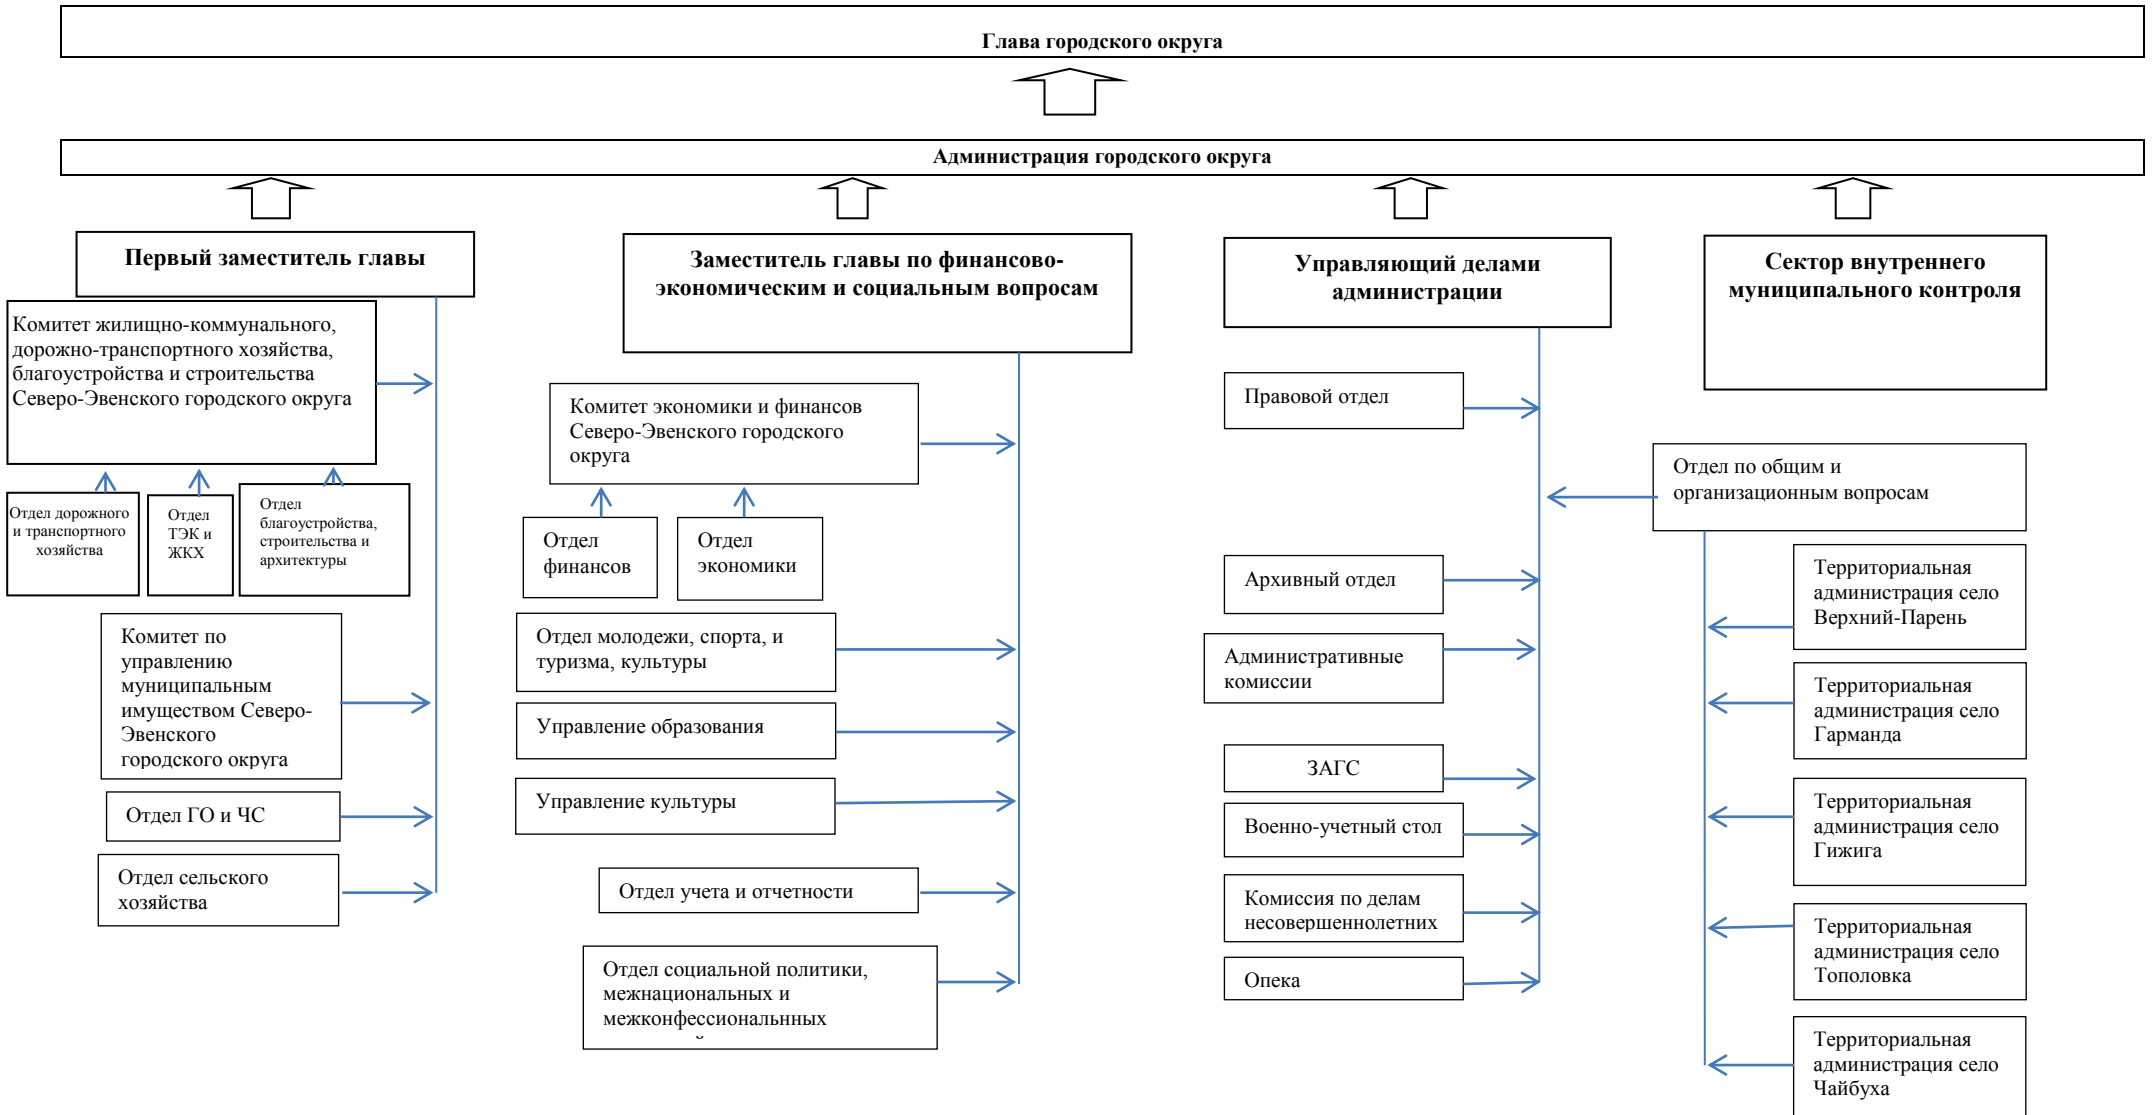 Глава городского округа
Администрация городского округа
Первый заместитель главы
Комитет жилищно-коммунального,
дорожно-транспортного хозяйства,
благоустройства и строительства
Северо-Эвенского городского округа
Отдел дорожного
и транспортного
хозяйства
Отдел
ТЭК и
ЖКХ
Отдел
благоустройства,
строительства и
архитектуры
Комитет по
управлению
муниципальным
имуществом Северо-
Эвенского
городского округа
Отдел ГО и ЧС
Отдел сельского
хозяйства
Заместитель главы по финансово-
экономическим и социальным вопросам
Комитет экономики и финансов
Северо-Эвенского городского
округа
Отдел
финансов
Отдел
экономики
Отдел молодежи, спорта, и
туризма, культуры
Управление образования
Управление культуры
Отдел учета и отчетности
Отдел социальной политики,
межнациональных и
межконфессиональнных
Управляющий делами
администрации
Правовой отдел
Архивный отдел
Административные
комиссии
ЗАГС
Военно-учетный стол
Комиссия по делам
несовершеннолетних
Опека
Сектор внутреннего
муниципального контроля
Отдел по общим и
организационным вопросам
Территориальная
администрация село
Верхний-Парень
Территориальная
администрация село
Гарманда
Территориальная
администрация село
Гижига
Территориальная
администрация село
Тополовка
Территориальная
администрация село
Чайбуха